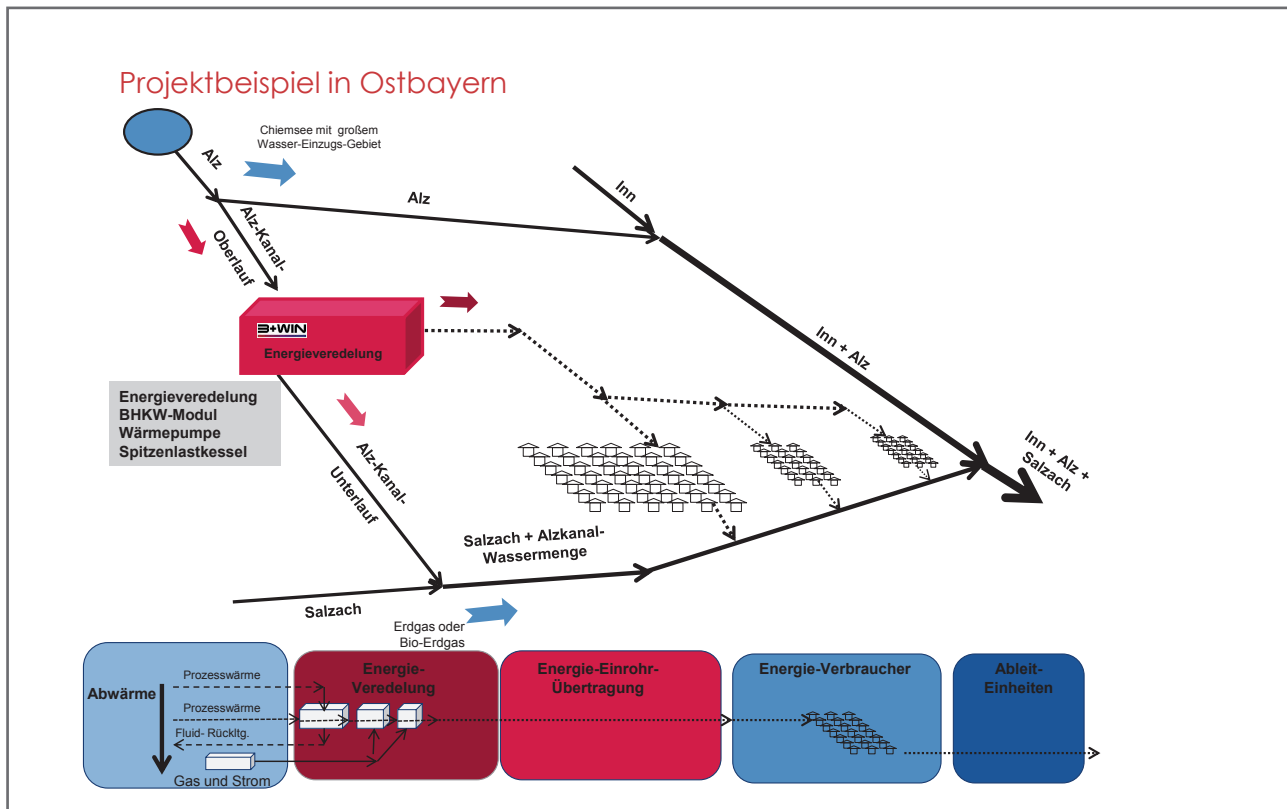 Projektbeispiel in Ostbayern
Chiemsee mit großem
Wasser-Einzugs-Gebiet
Alz
Alz
Inn
Alz-Kanal-
Oberlauf
3+WIN
Energieveredelung
Inn + Alz
Energieveredelung
BHKW-Modul
Wärmepumpe
Spitzenlastkessel
Alz-Kanal-
Unterlauf
Inn + Alz +
Salzach
Salzach + Alzkanal-
Wassermenge
Salzach
Erdgas oder
Bio-Erdgas
Abwärme
Prozesswärme
Prozesswärme
Fluid- Rückltg.
Gas und Strom
Energie-
Veredelung
Energie-Einrohr-
Übertragung
Energie-Verbraucher
Ableit-
Einheiten